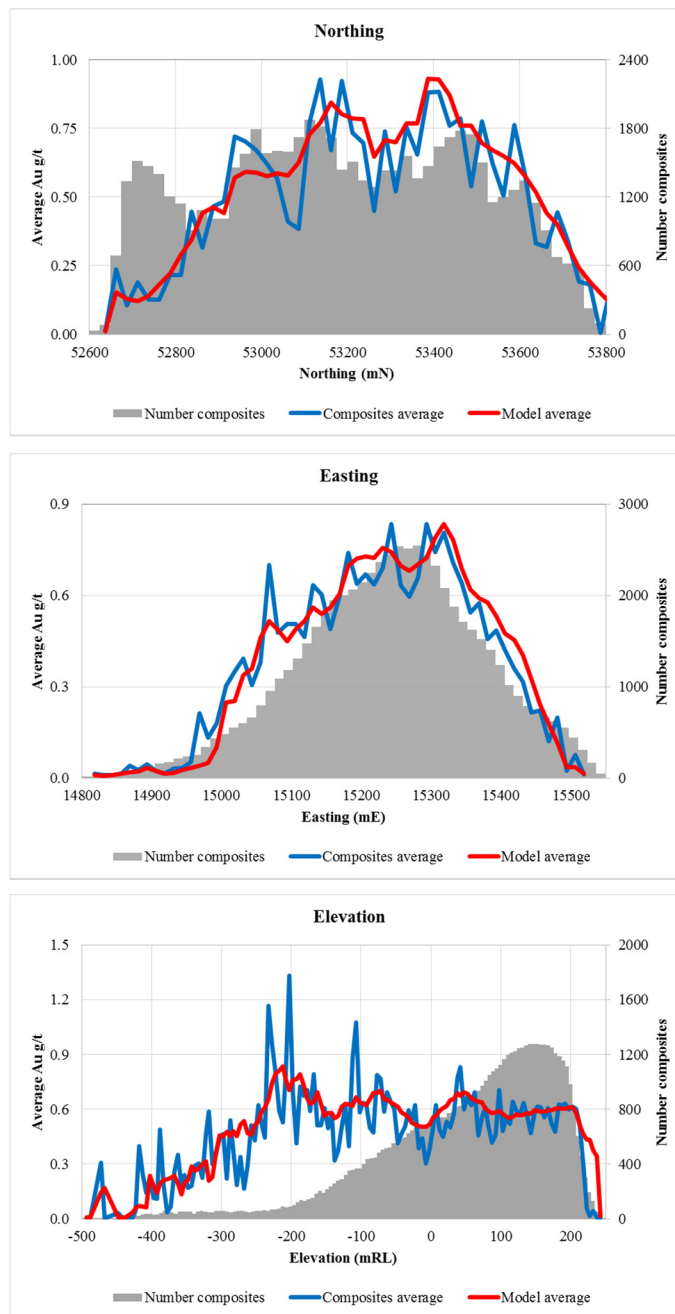 Northing
Average Au g/t
1.00
0.75
0.50
0.25
0.00
2400
1800
1200
600
0
Number composites
52600 52800 53000 53200 53400 53600 53800
Northing (mN)
Number composites Composites average Model average
Easting
Average Au g/t
0.9
0.6
0.3
0.0
3000
2000
1000
0
Number composites
14800 14900 15000 15100 15200 15300 15400 15500
Easting (mE)
Number composites Composites average Model average
Elevation
Average Au g/t
1.5
1.2
0.9
0.6
0.3
0.0
2000
1600
1200
800
400
0
Number composites
-500 -400 -300 -200 -100 0 100 200
Elevation (mRL)
Number composites Composites average Model average